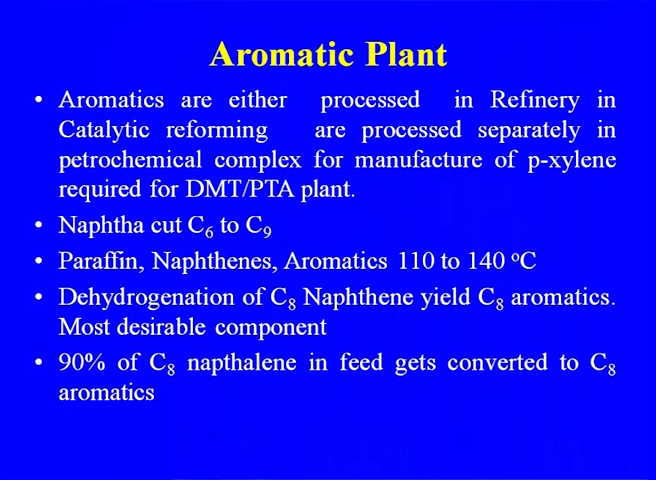 Aromatic Plant
• Aromatics are either processed in Refinery in
Catalytic reforming are processed separately in
petrochemical complex for manufacture of p-xylene
required for DMT/PTA plant.
• Naphtha cut C₆ to C₉
• Paraffin, Naphthenes, Aromatics 110 to 140 ºC
• Dehydrogenation of C₈ Naphthene yield C₈ aromatics.
Most desirable component
• 90% of C₈ napthalene in feed gets converted to C₈
aromatics